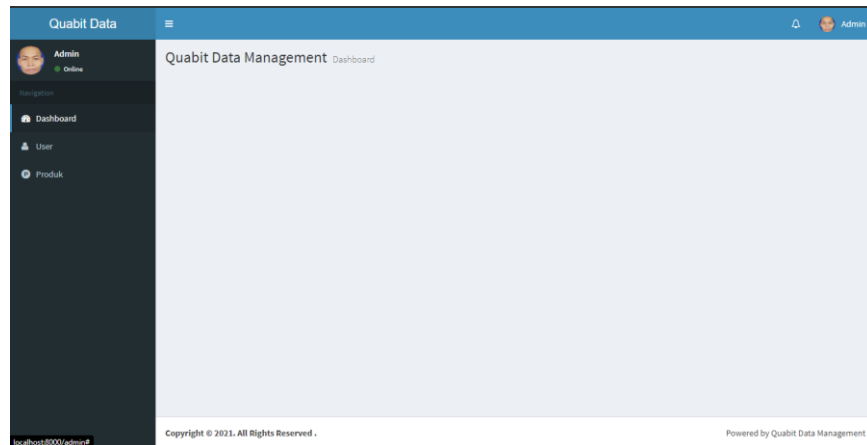 Quabit Data
Admin
Admin
Online
Quabit Data Management Dashboard
Navigation
Dashboard
User
Produk
Copyright © 2021. All Rights Reserved .
Powered by Quabit Data Management
localhost:8000/admin#